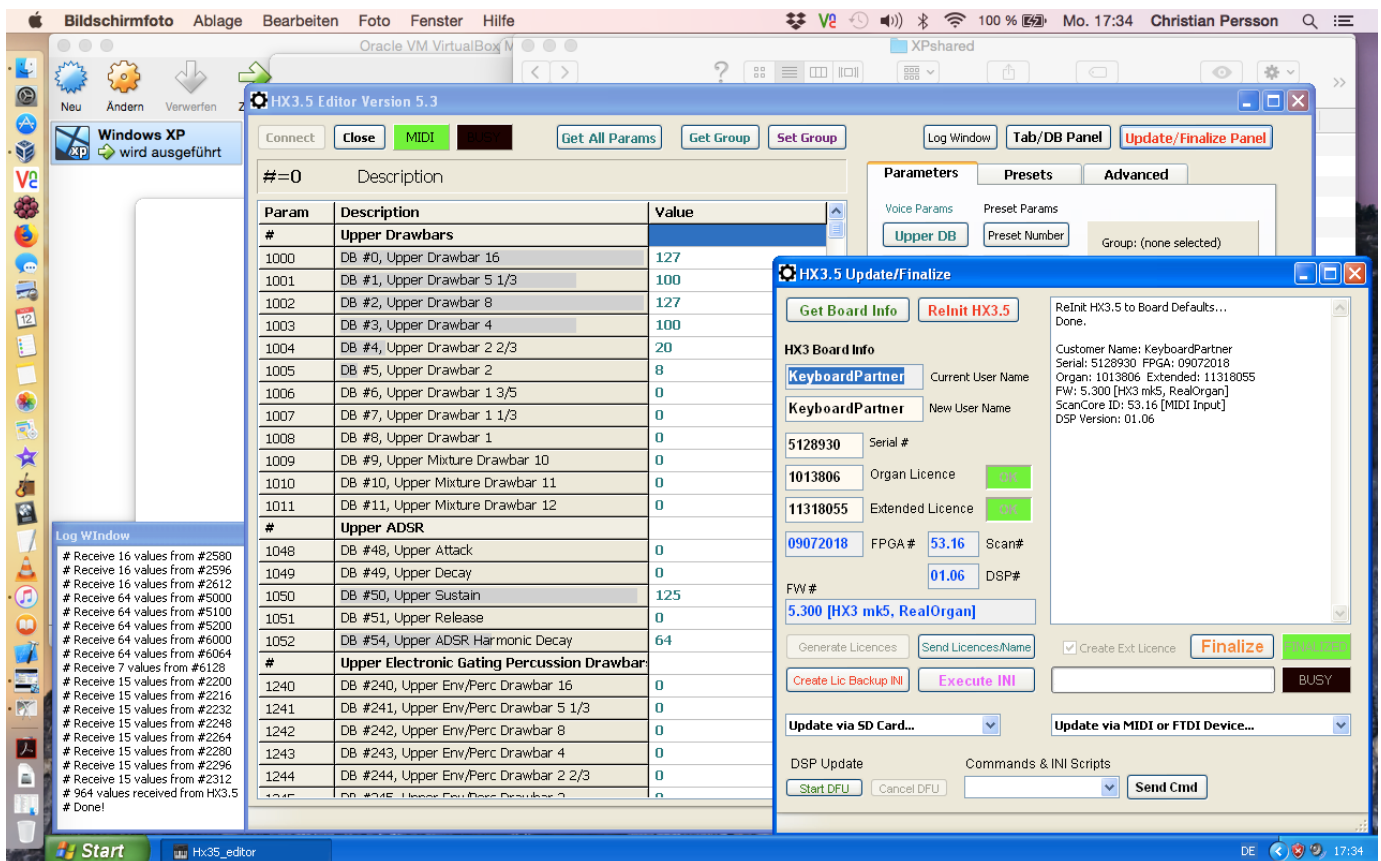 Bildschirmfoto Ablage Bearbeiten Foto Fenster Hilfe 100 % Mo. 17:34 Christian Persson
Oracle VM VirtualBox M
XPshared
Neu Ändern Verwerfen
Windows XP
wird ausgeführt
HX3.5 Editor Version 5.3
Connect Close MIDI BUSY Get All Params Get Group Set Group Log Window Tab/DB Panel Update/Finalize Panel
#=0 Description
Parameters Presets Advanced
Voice Params Preset Params
Upper DB Preset Number
Group: (none selected)
Param Description Value
# Upper Drawbars
1000 DB #0, Upper Drawbar 16 127
1001 DB #1, Upper Drawbar 5 1/3 100
1002 DB #2, Upper Drawbar 8 127
1003 DB #3, Upper Drawbar 4 100
1004 DB #4, Upper Drawbar 2 2/3 20
1005 DB #5, Upper Drawbar 2 8
1006 DB #6, Upper Drawbar 1 3/5 0
1007 DB #7, Upper Drawbar 1 1/3 0
1008 DB #8, Upper Drawbar 1 0
1009 DB #9, Upper Mixture Drawbar 10 0
1010 DB #10, Upper Mixture Drawbar 11 0
1011 DB #11, Upper Mixture Drawbar 12 0
# Upper ADSR
1048 DB #48, Upper Attack 0
1049 DB #49, Upper Decay 0
1050 DB #50, Upper Sustain 125
1051 DB #51, Upper Release 0
1052 DB #54, Upper ADSR Harmonic Decay 64
# Upper Electronic Gating Percussion Drawbar
1240 DB #240, Upper Env/Perc Drawbar 16 0
1241 DB #241, Upper Env/Perc Drawbar 5 1/3 0
1242 DB #242, Upper Env/Perc Drawbar 8 0
1243 DB #243, Upper Env/Perc Drawbar 4 0
1244 DB #244, Upper Env/Perc Drawbar 2 2/3 0
Log WIndow
# Receive 16 values from #2580
# Receive 16 values from #2596
# Receive 16 values from #2612
# Receive 64 values from #5000
# Receive 64 values from #5100
# Receive 64 values from #5200
# Receive 64 values from #6000
# Receive 64 values from #6064
# Receive 7 values from #6128
# Receive 15 values from #2200
# Receive 15 values from #2216
# Receive 15 values from #2232
# Receive 15 values from #2248
# Receive 15 values from #2264
# Receive 15 values from #2280
# Receive 15 values from #2296
# Receive 15 values from #2312
# 964 values received from HX3.5
# Done!
HX3.5 Update/Finalize
Get Board Info ReInit HX3.5
HX3 Board Info
KeyboardPartner Current User Name
KeyboardPartner New User Name
5128930 Serial #
1013806 Organ Licence
11318055 Extended Licence
09072018 FPGA# 53.16 Scan#
01.06 DSP#
FW#
5.300 [HX3 mk5, RealOrgan]
ReInit HX3.5 to Board Defaults...
Done.
Customer Name: KeyboardPartner
Serial: 5128930 FPGA: 09072018
Organ: 1013806 Extended: 11318055
FW: 5.300 [HX3 mk5, RealOrgan]
ScanCore ID: 53.16 [MIDI Input]
DSP Version: 01.06
Generate Licences Send Licences/Name Create Ext Licence Finalize FINALIZED
Create Lic Backup INI Execute INI BUSY
Update via SD Card... Update via MIDI or FTDI Device...
DSP Update Commands & INI Scripts
Start DFU Cancel DFU Send Cmd
Start Hx35_editor DE 17:34